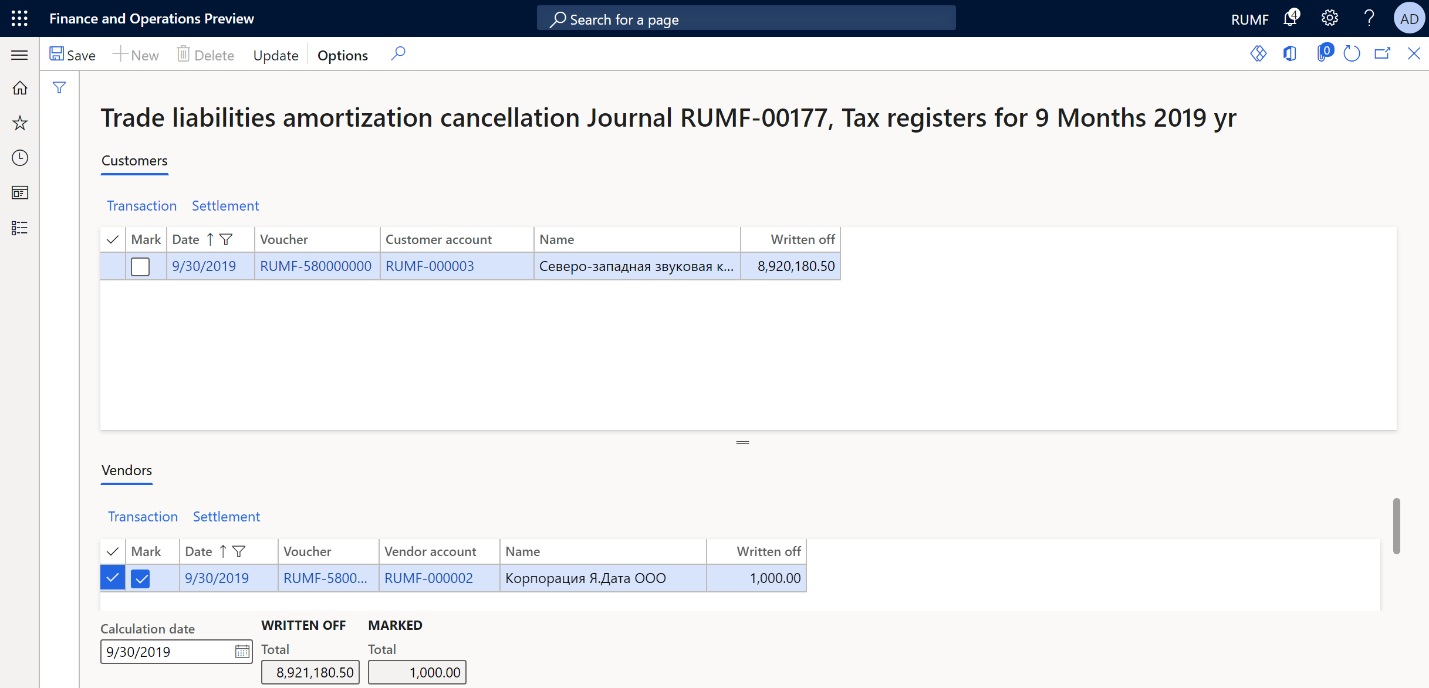 Finance and Operations Preview
Search for a page
RUMF
4
?
AD
Save
New
Delete
Update
Options
0
Trade liabilities amortization cancellation Journal RUMF-00177, Tax registers for 9 Months 2019 yr
Customers
Transaction Settlement
Mark Date Voucher Customer account Name Written off
9/30/2019 RUMF-580000000 RUMF-000003 Северо-западная звуковая к... 8,920,180.50
Vendors
Transaction Settlement
Mark Date Voucher Vendor account Name Written off
9/30/2019 RUMF-5800... RUMF-000002 Корпорация Я.Дата ООО 1,000.00
Calculation date WRITTEN OFF MARKED
Total Total
9/30/2019 8,921,180.50 1,000.00